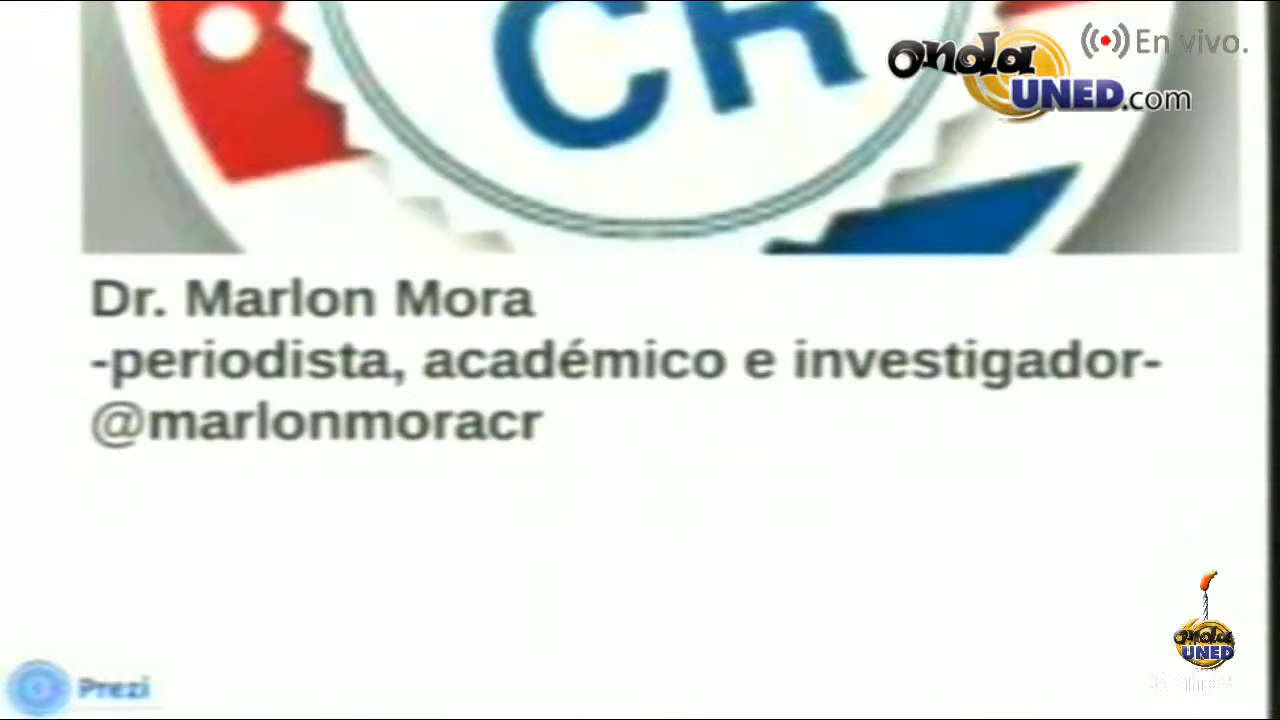 CR
onda
UNED.com
En vivo.
Dr. Marlon Mora
-periodista, académico e investigador-
@marlonmoracr
onda
UNED
Prezi